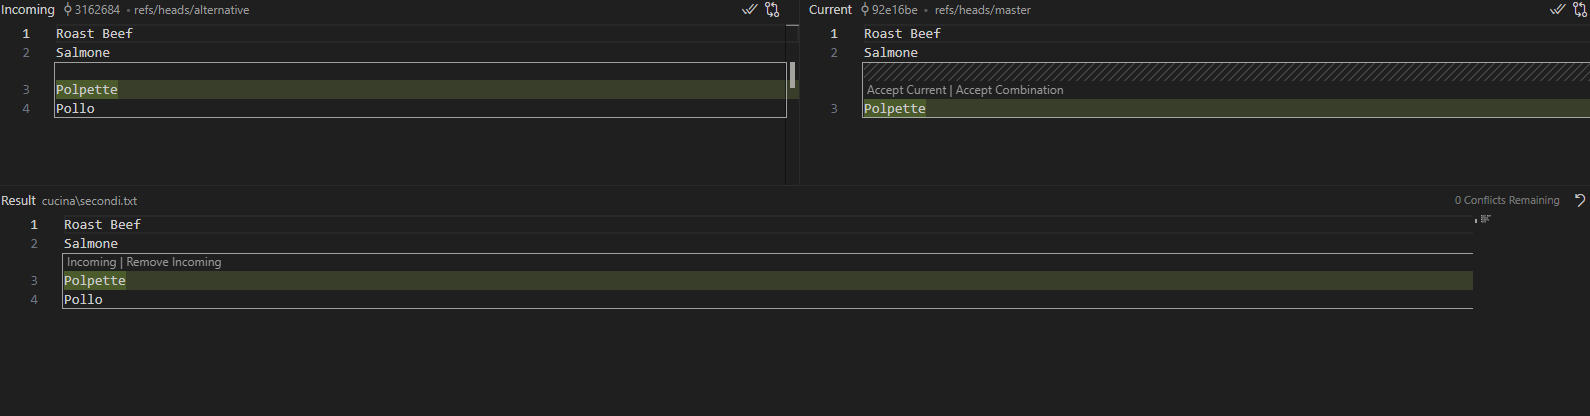 Incoming 3162684 • refs/heads/alternative
1 Roast Beef
2 Salmone
3 Polpette
4 Pollo
Current 92e16be • refs/heads/master
1 Roast Beef
2 Salmone
Accept Current | Accept Combination
3 Polpette
Result cucina\secondi.txt
0 Conflicts Remaining
1 Roast Beef
2 Salmone
Incoming | Remove Incoming
3 Polpette
4 Pollo